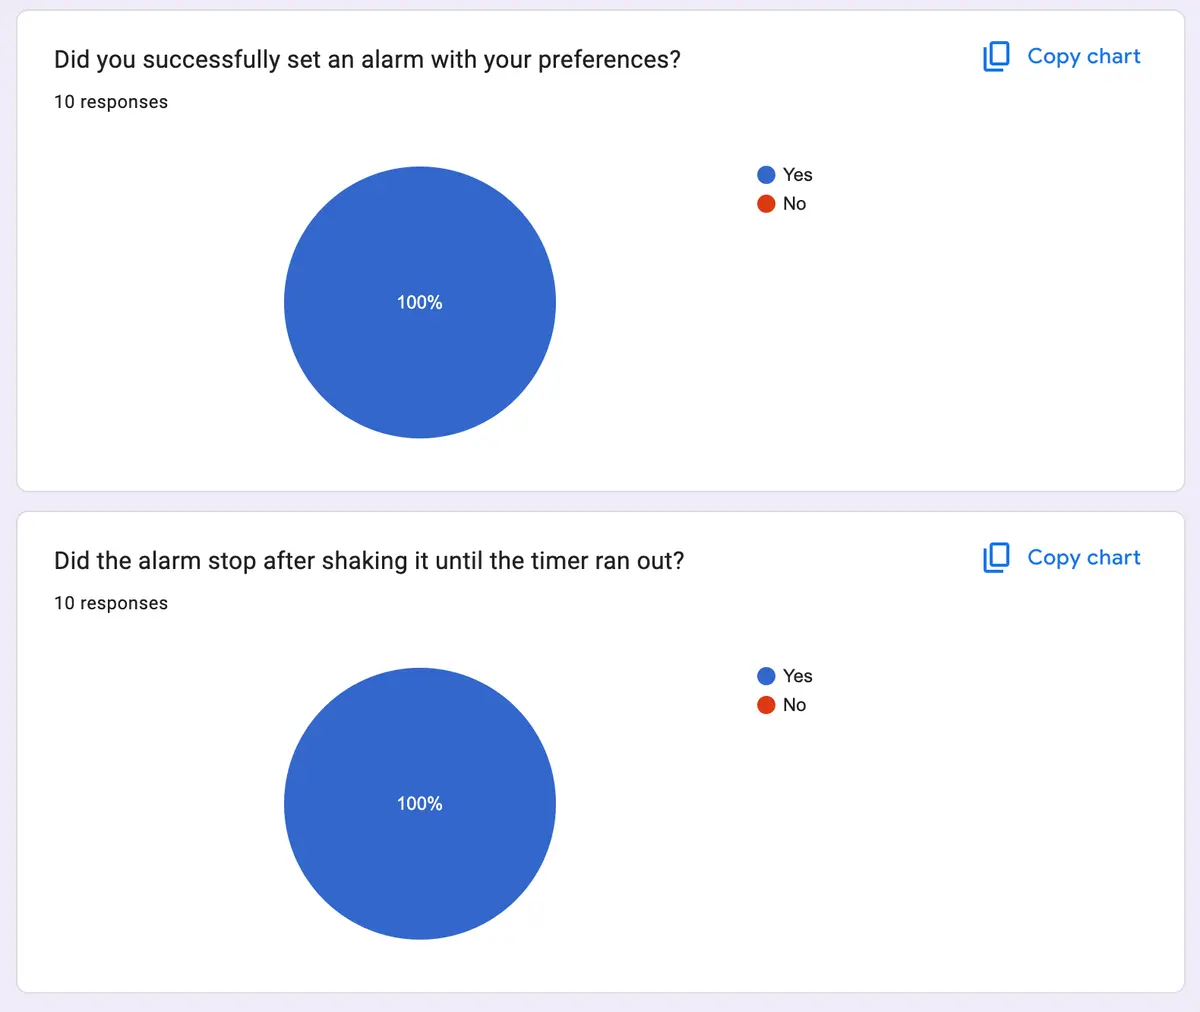 Did you successfully set an alarm with your preferences?
Copy chart
10 responses
Yes
No
100%
Did the alarm stop after shaking it until the timer ran out?
Copy chart
10 responses
Yes
No
100%